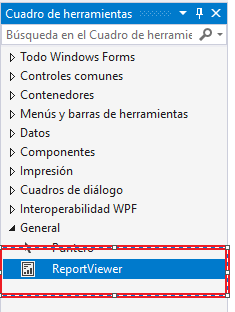 Cuadro de herramientas
Búsqueda en el Cuadro de herramie
Todo Windows Forms
Controles comunes
Contenedores
Menús y barras de herramientas
Datos
Componentes
Impresión
Cuadros de diálogo
Interoperabilidad WPF
General
Puntero
ReportViewer